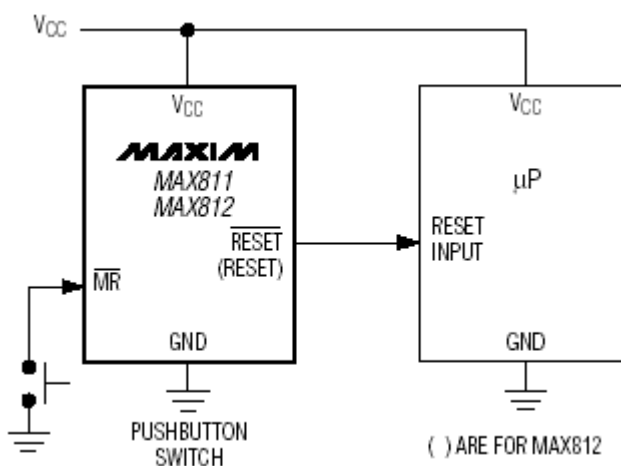 VCC
VCC
MAXIM
MAX811
MAX812
RESET
(RESET)
MR
GND
VCC
µP
RESET
INPUT
GND
PUSHBUTTON
SWITCH
( ) ARE FOR MAX812